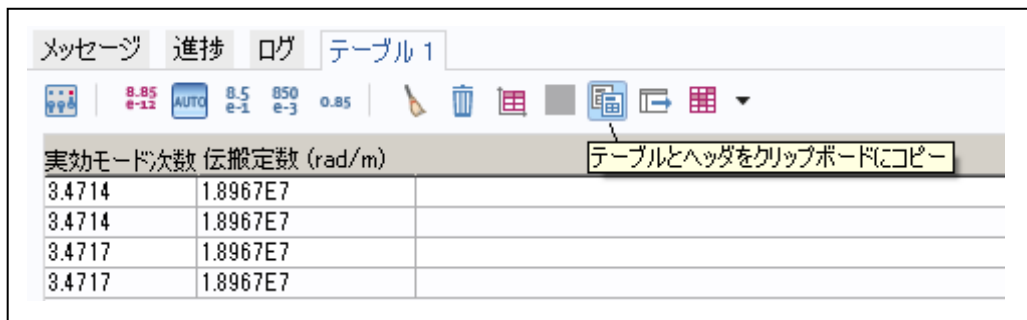 メッセージ 進捗 ログ テーブル 1
8.85 e-12 AUTO 8.5 e-1 850 e-3 0.85
実効モード次数 伝搬定数 (rad/m) テーブルとヘッダをクリップボードにコピー
3.4714 1.8967E7
3.4714 1.8967E7
3.4717 1.8967E7
3.4717 1.8967E7